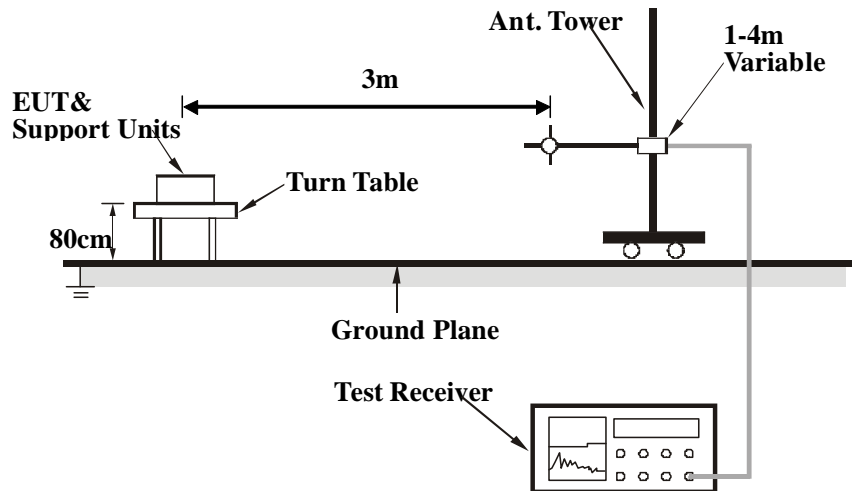 Ant. Tower
1-4m
Variable
3m
EUT&
Support Units
Turn Table
80cm
Ground Plane
Test Receiver